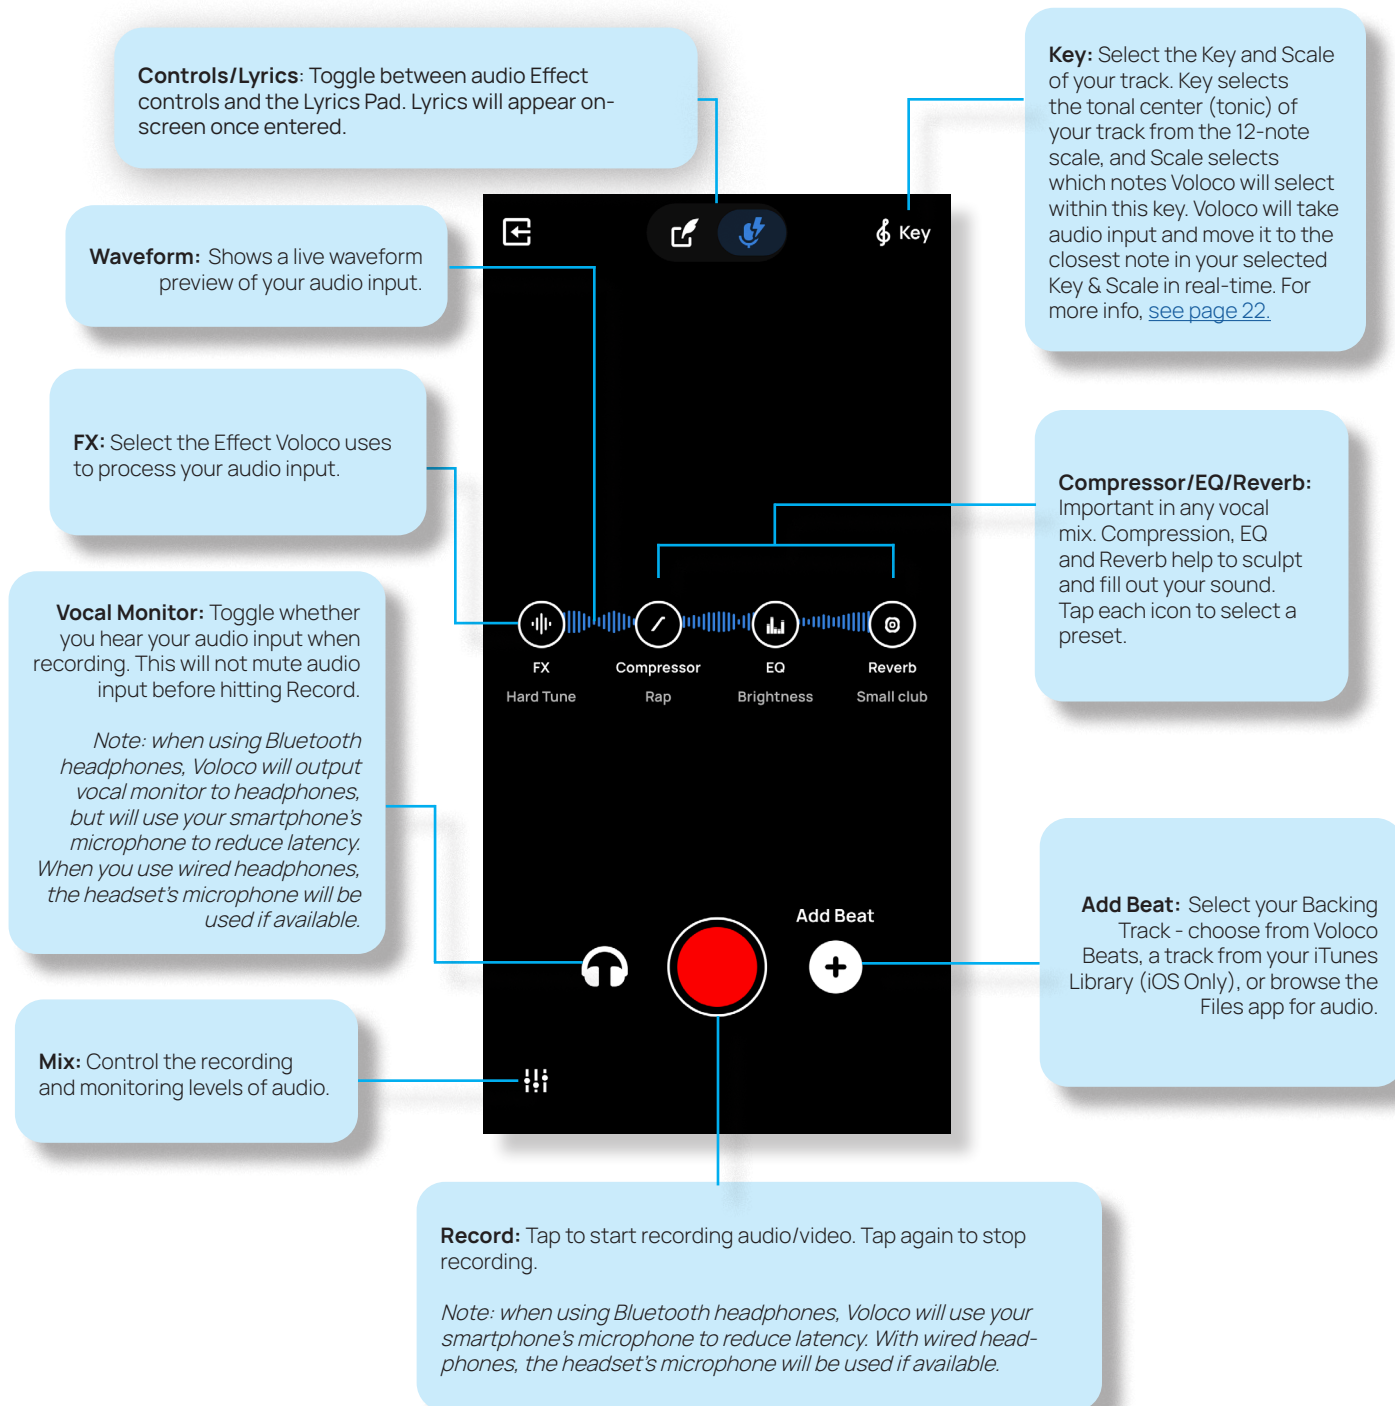 Controls/Lyrics: Toggle between audio Effect
controls and the Lyrics Pad. Lyrics will appear on-
screen once entered.
Key: Select the Key and Scale
of your track. Key selects
the tonal center (tonic) of
your track from the 12-note
scale, and Scale selects
which notes Voloco will select
within this key. Voloco will take
audio input and move it to the
closest note in your selected
Key & Scale in real-time. For
more info, see page 22.
Key
Waveform: Shows a live waveform
preview of your audio input.
FX: Select the Effect Voloco uses
to process your audio input.
Compressor/EQ/Reverb:
Important in any vocal
mix. Compression, EQ
and Reverb help to sculpt
and fill out your sound.
Tap each icon to select a
preset.
FX
Hard Tune
Compressor
Rap
EQ
Brightness
Reverb
Small club
Vocal Monitor: Toggle whether
you hear your audio input when
recording. This will not mute audio
input before hitting Record.
Note: when using Bluetooth
headphones, Voloco will output
vocal monitor to headphones,
but will use your smartphone's
microphone to reduce latency.
When you use wired headphones,
the headset's microphone will be
used if available.
Add Beat
Add Beat: Select your Backing
Track - choose from Voloco
Beats, a track from your iTunes
Library (iOS Only), or browse the
Files app for audio.
Mix: Control the recording
and monitoring levels of audio.
Record: Tap to start recording audio/video. Tap again to stop
recording.
Note: when using Bluetooth headphones, Voloco will use your
smartphone's microphone to reduce latency. With wired head-
phones, the headset's microphone will be used if available.